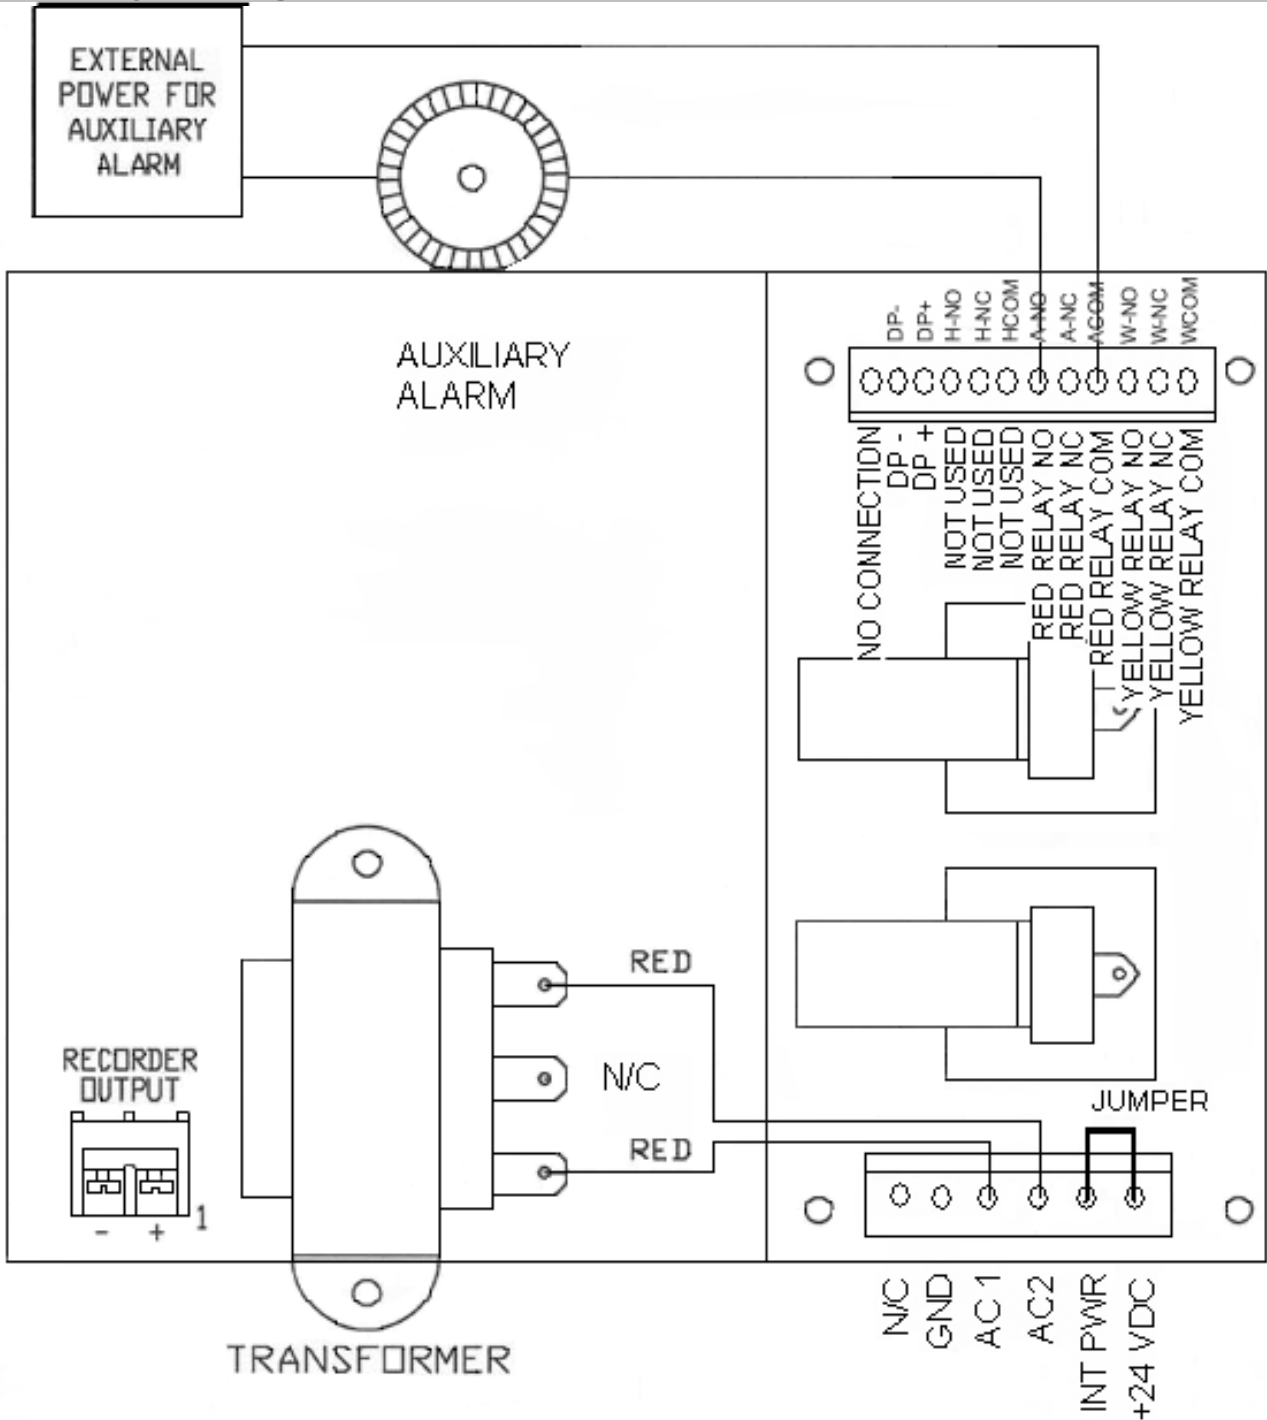 EXTERNAL
POWER FOR
AUXILIARY
ALARM
AUXILIARY
ALARM
DP-
DP+
H-NO
H-NC
HCOM
A-NO
A-NC
ACOM
W-NO
W-NC
WCOM
NO CONNECTION
DP -
DP +
NOT USED
NOT USED
NOT USED
RED RELAY NO
RED RELAY NC
RED RELAY COM
YELLOW RELAY NO
YELLOW RELAY NC
YELLOW RELAY COM
RED
N/C
RED
RECORDER
OUTPUT
- +
1
JUMPER
N/C
GND
AC1
AC2
INT PWR
+24 VDC
TRANSFORMER